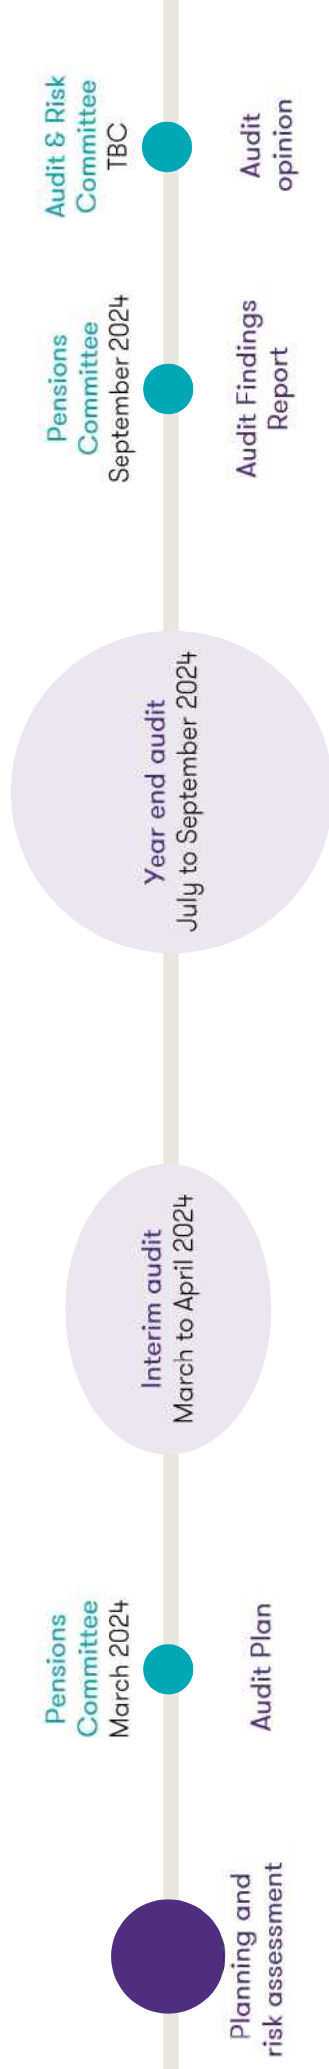 Planning and
risk assessment
Pensions
Committee
March 2024
Audit Plan
Interim audit
March to April 2024
Year end audit
July to September 2024
Pensions
Committee
September 2024
Audit Findings
Report
Audit & Risk
Committee
TBC
Audit
opinion